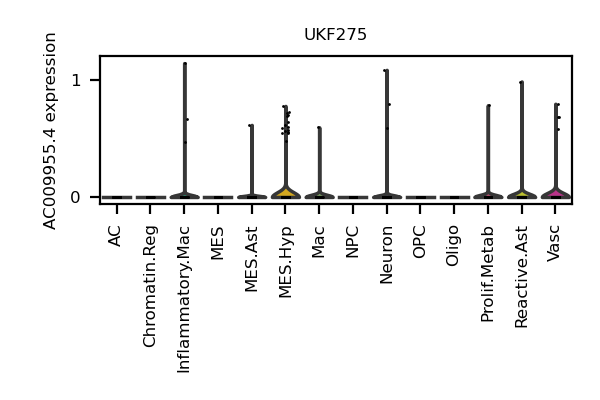 UKF275
AC009955.4 expression
1
0
AC
Chromatin.Reg
Inflammatory.Mac
MES
MES.Ast
MES.Hyp
Mac
NPC
Neuron
OPC
Oligo
Prolif.Metab
Reactive.Ast
Vasc